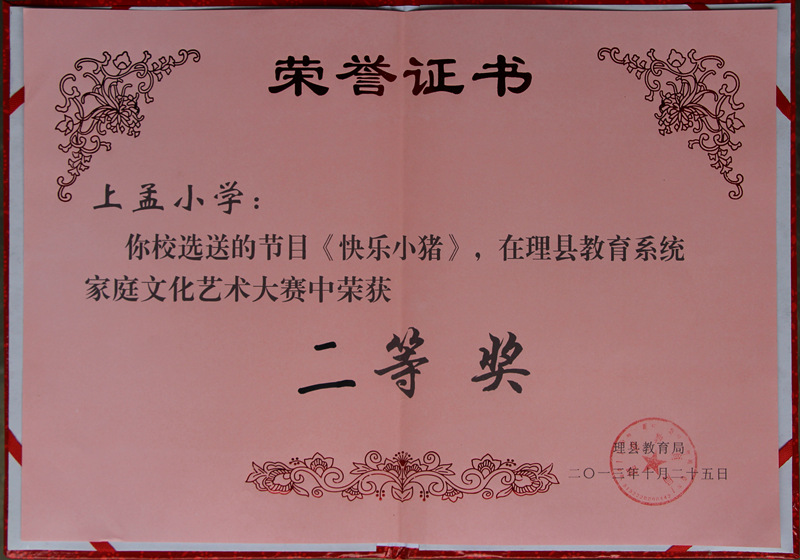 荣誉证书
上孟小学：
你校选送的节目《快乐小猪》，在理县教育系统
家庭文化艺术大赛中荣获
二等奖
理县教育局
二〇一三年十月二十五日